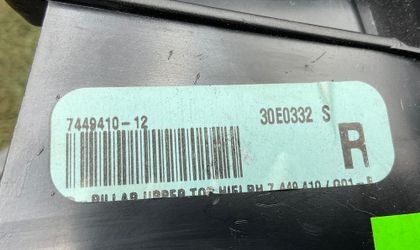 7449410-12 30E0332 S
R
PILLAR UPPER TOP HIFI RH 7 449 410 / 001-